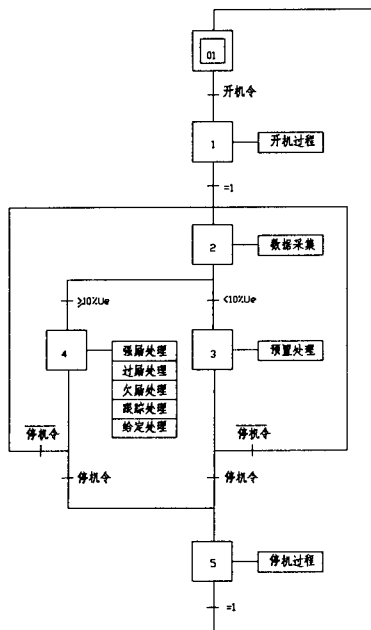 01
开机令
1
开机过程
=1
2
数据采集
≥10%Ue
<10%Ue
4
强励处理
过励处理
欠励处理
跟踪处理
给定处理
3
预置处理
停机令
停机令
停机令
停机令
5
停机过程
=1